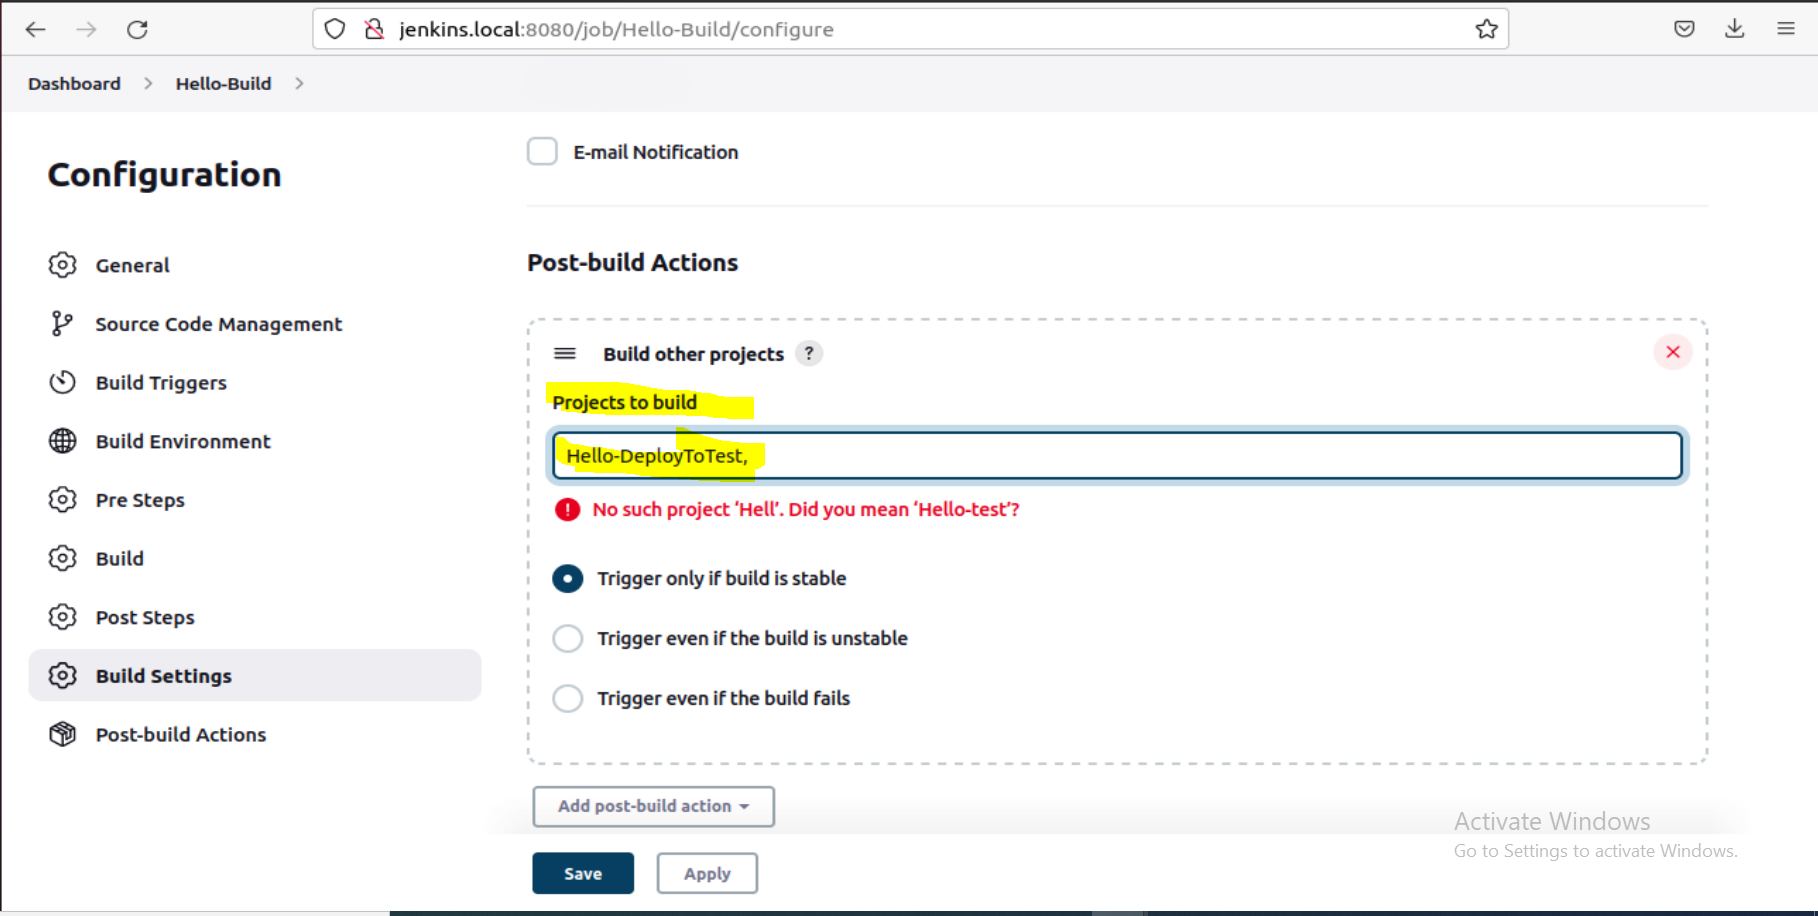 jenkins.local:8080/job/Hello-Build/configure
Dashboard > Hello-Build >
Configuration
General
Source Code Management
Build Triggers
Build Environment
Pre Steps
Build
Post Steps
Build Settings
Post-build Actions
E-mail Notification
Post-build Actions
Build other projects ?
Projects to build
Hello-DeployToTest,
No such project ‘Hell’. Did you mean ‘Hello-test’?
Trigger only if build is stable
Trigger even if the build is unstable
Trigger even if the build fails
Add post-build action
Save Apply
Activate Windows
Go to Settings to activate Windows.